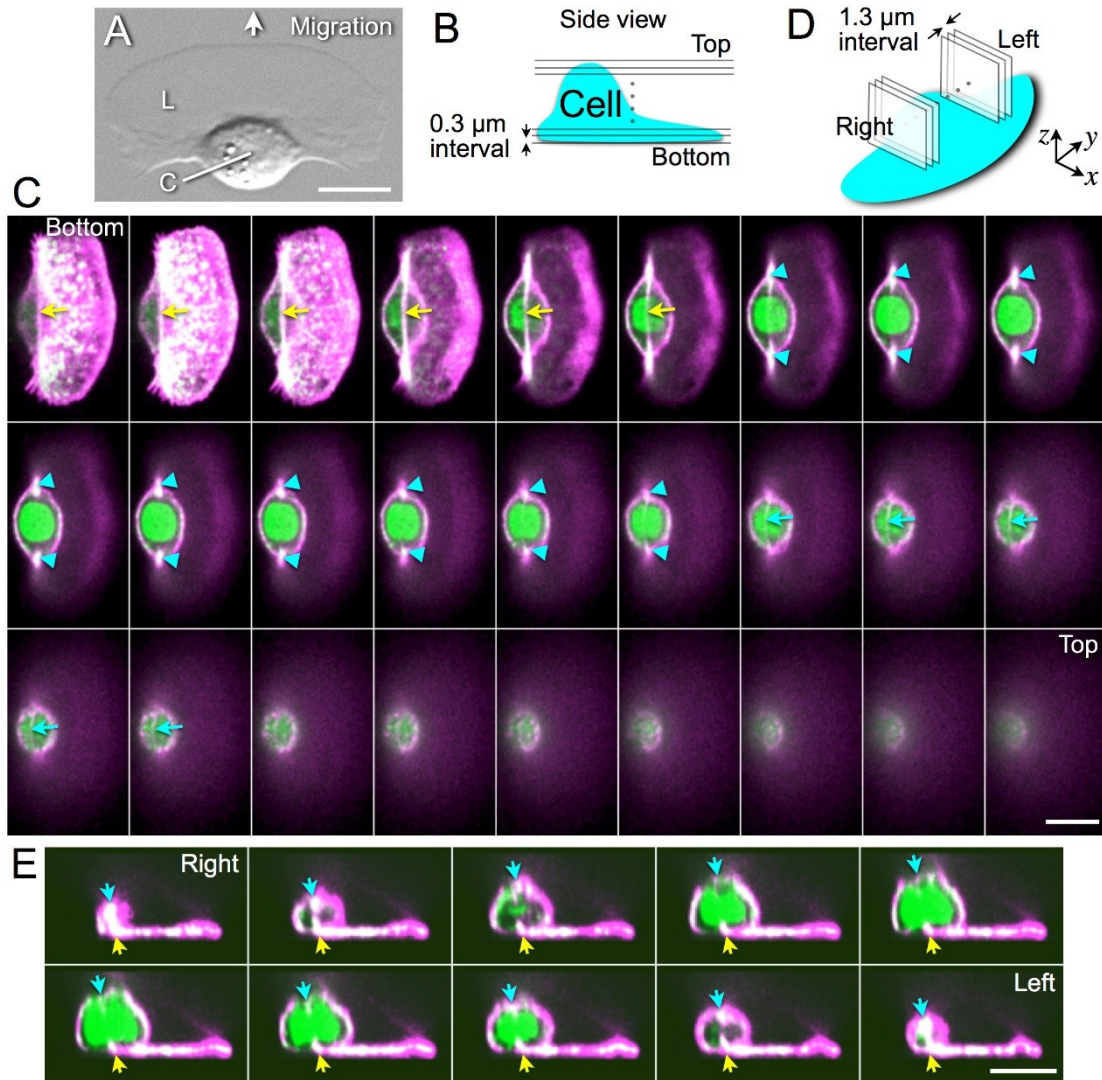 A
Migration
L
C
B
Side view
Top
Cell
0.3 µm
interval
Bottom
D
1.3 µm
interval
Left
Right
z
y
x
C
Bottom
Top
E
Right
Left